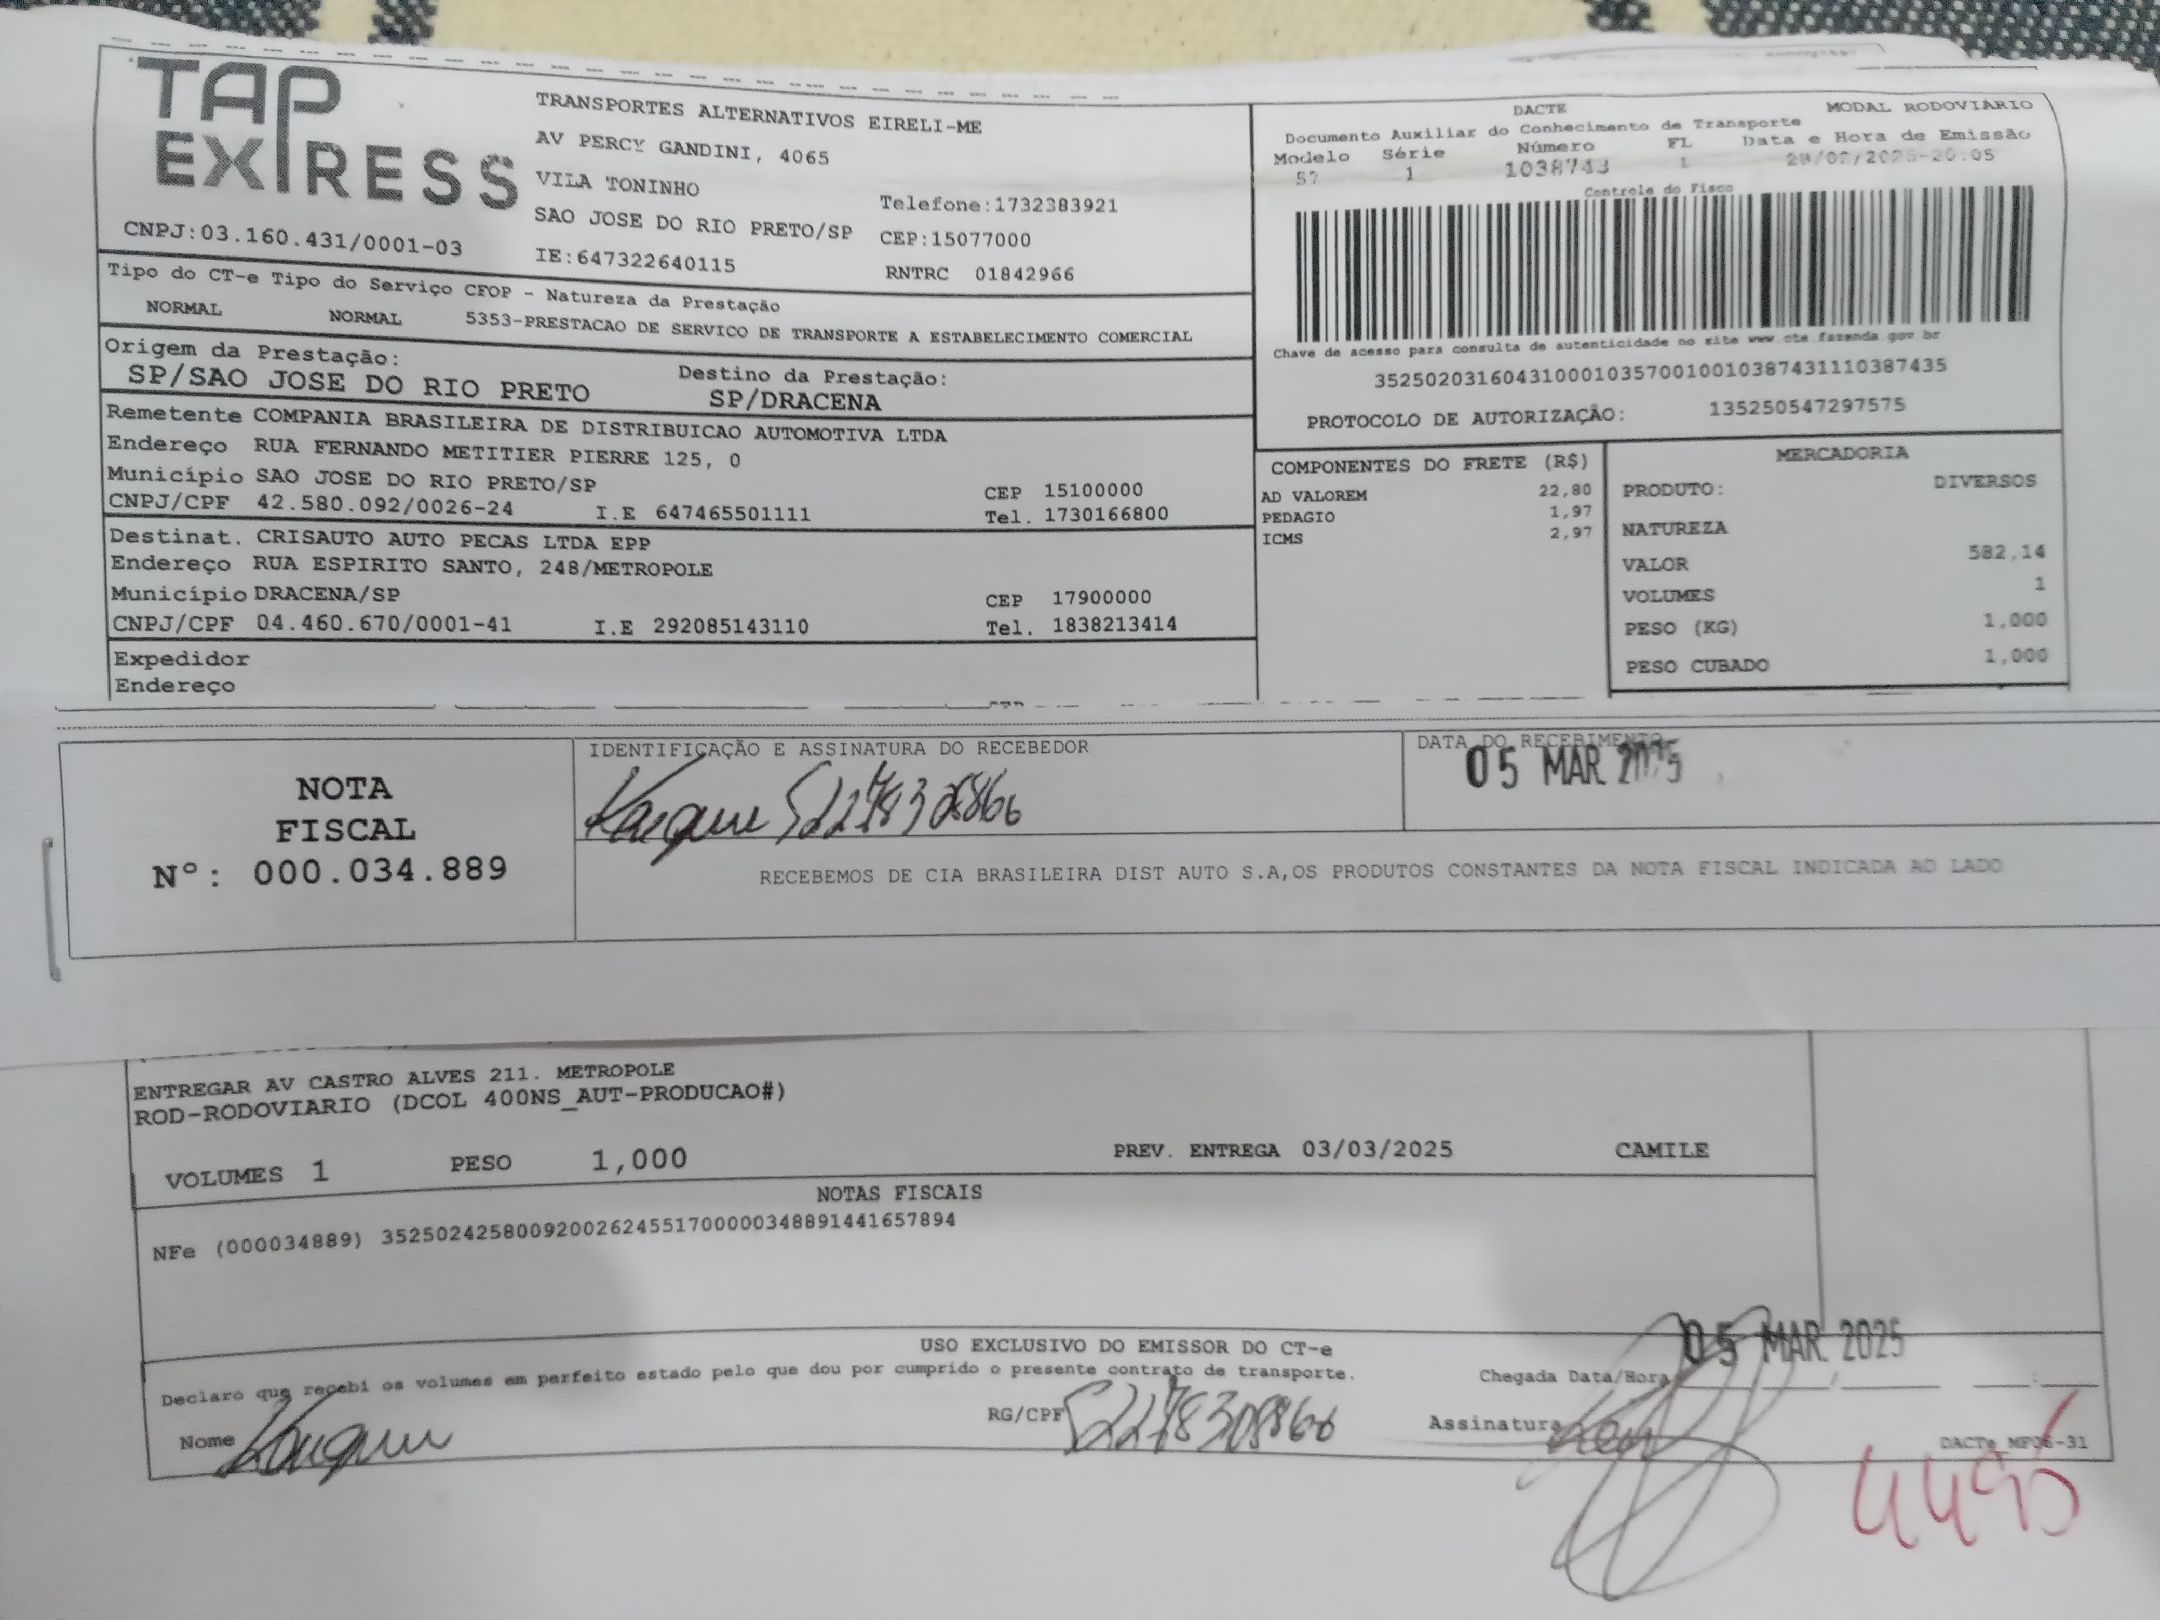 TAP
EXPRESS
CNPJ:03.160.431/0001-03
TRANSPORTES ALTERNATIVOS EIRELI-ME
AV PERCY GANDINI, 4065
VILA TONINHO
SAO JOSE DO RIO PRETO/SP
IE:647322640115
Telefone:1732383921
CEP:15077000
RNTRC 01842966
DACTE MODAL RODOVIARIO
Documento Auxiliar do Conhecimento de Transporte
Modelo Série Número FL Data e Hora de Emissão
57 1 1038743 1 28/02/2025-20:05
Controle do Fisco
Chave de acesso para consulta de autenticidade no site www.cte.fazenda.gov.br
35250203160431000103570010010387431110387435
PROTOCOLO DE AUTORIZAÇÃO: 135250547297575
Tipo do CT-e Tipo do Serviço CFOP - Natureza da Prestação
NORMAL NORMAL 5353-PRESTACAO DE SERVICO DE TRANSPORTE A ESTABELECIMENTO COMERCIAL
Origem da Prestação: Destino da Prestação:
SP/SAO JOSE DO RIO PRETO SP/DRACENA
Remetente COMPANIA BRASILEIRA DE DISTRIBUICAO AUTOMOTIVA LTDA
Endereço RUA FERNANDO METITIER PIERRE 125, 0
Município SAO JOSE DO RIO PRETO/SP CEP 15100000
CNPJ/CPF 42.580.092/0026-24 I.E 647465501111 Tel. 1730166800
Destinat. CRISAUTO AUTO PECAS LTDA EPP
Endereço RUA ESPIRITO SANTO, 248/METROPOLE
Município DRACENA/SP CEP 17900000
CNPJ/CPF 04.460.670/0001-41 I.E 292085143110 Tel. 1838213414
Expedidor
Endereço
COMPONENTES DO FRETE (R$)
AD VALOREM 22,80
PEDAGIO 1,97
ICMS 2,97
MERCADORIA
PRODUTO: DIVERSOS
NATUREZA
VALOR 582,14
VOLUMES 1
PESO (KG) 1,000
PESO CUBADO 1,000
NOTA
FISCAL
Nº: 000.034.889
IDENTIFICAÇÃO E ASSINATURA DO RECEBEDOR
DATA DO RECEBIMENTO
05 MAR 2025
RECEBEMOS DE CIA BRASILEIRA DIST AUTO S.A,OS PRODUTOS CONSTANTES DA NOTA FISCAL INDICADA AO LADO
ENTREGAR AV CASTRO ALVES 211. METROPOLE
ROD-RODOVIARIO (DCOL 400NS_AUT-PRODUCAO#)
VOLUMES 1 PESO 1,000 PREV. ENTREGA 03/03/2025 CAMILE
NOTAS FISCAIS
NFe (000034889) 35250242580092002624551700000348891441657894
USO EXCLUSIVO DO EMISSOR DO CT-e
Declaro que recebi os volumes em perfeito estado pelo que dou por cumprido o presente contrato de transporte.
Chegada Data/Hora 05 MAR. 2025
Nome RG/CPF 52278308866 Assinatura
DACTe_MF06-31